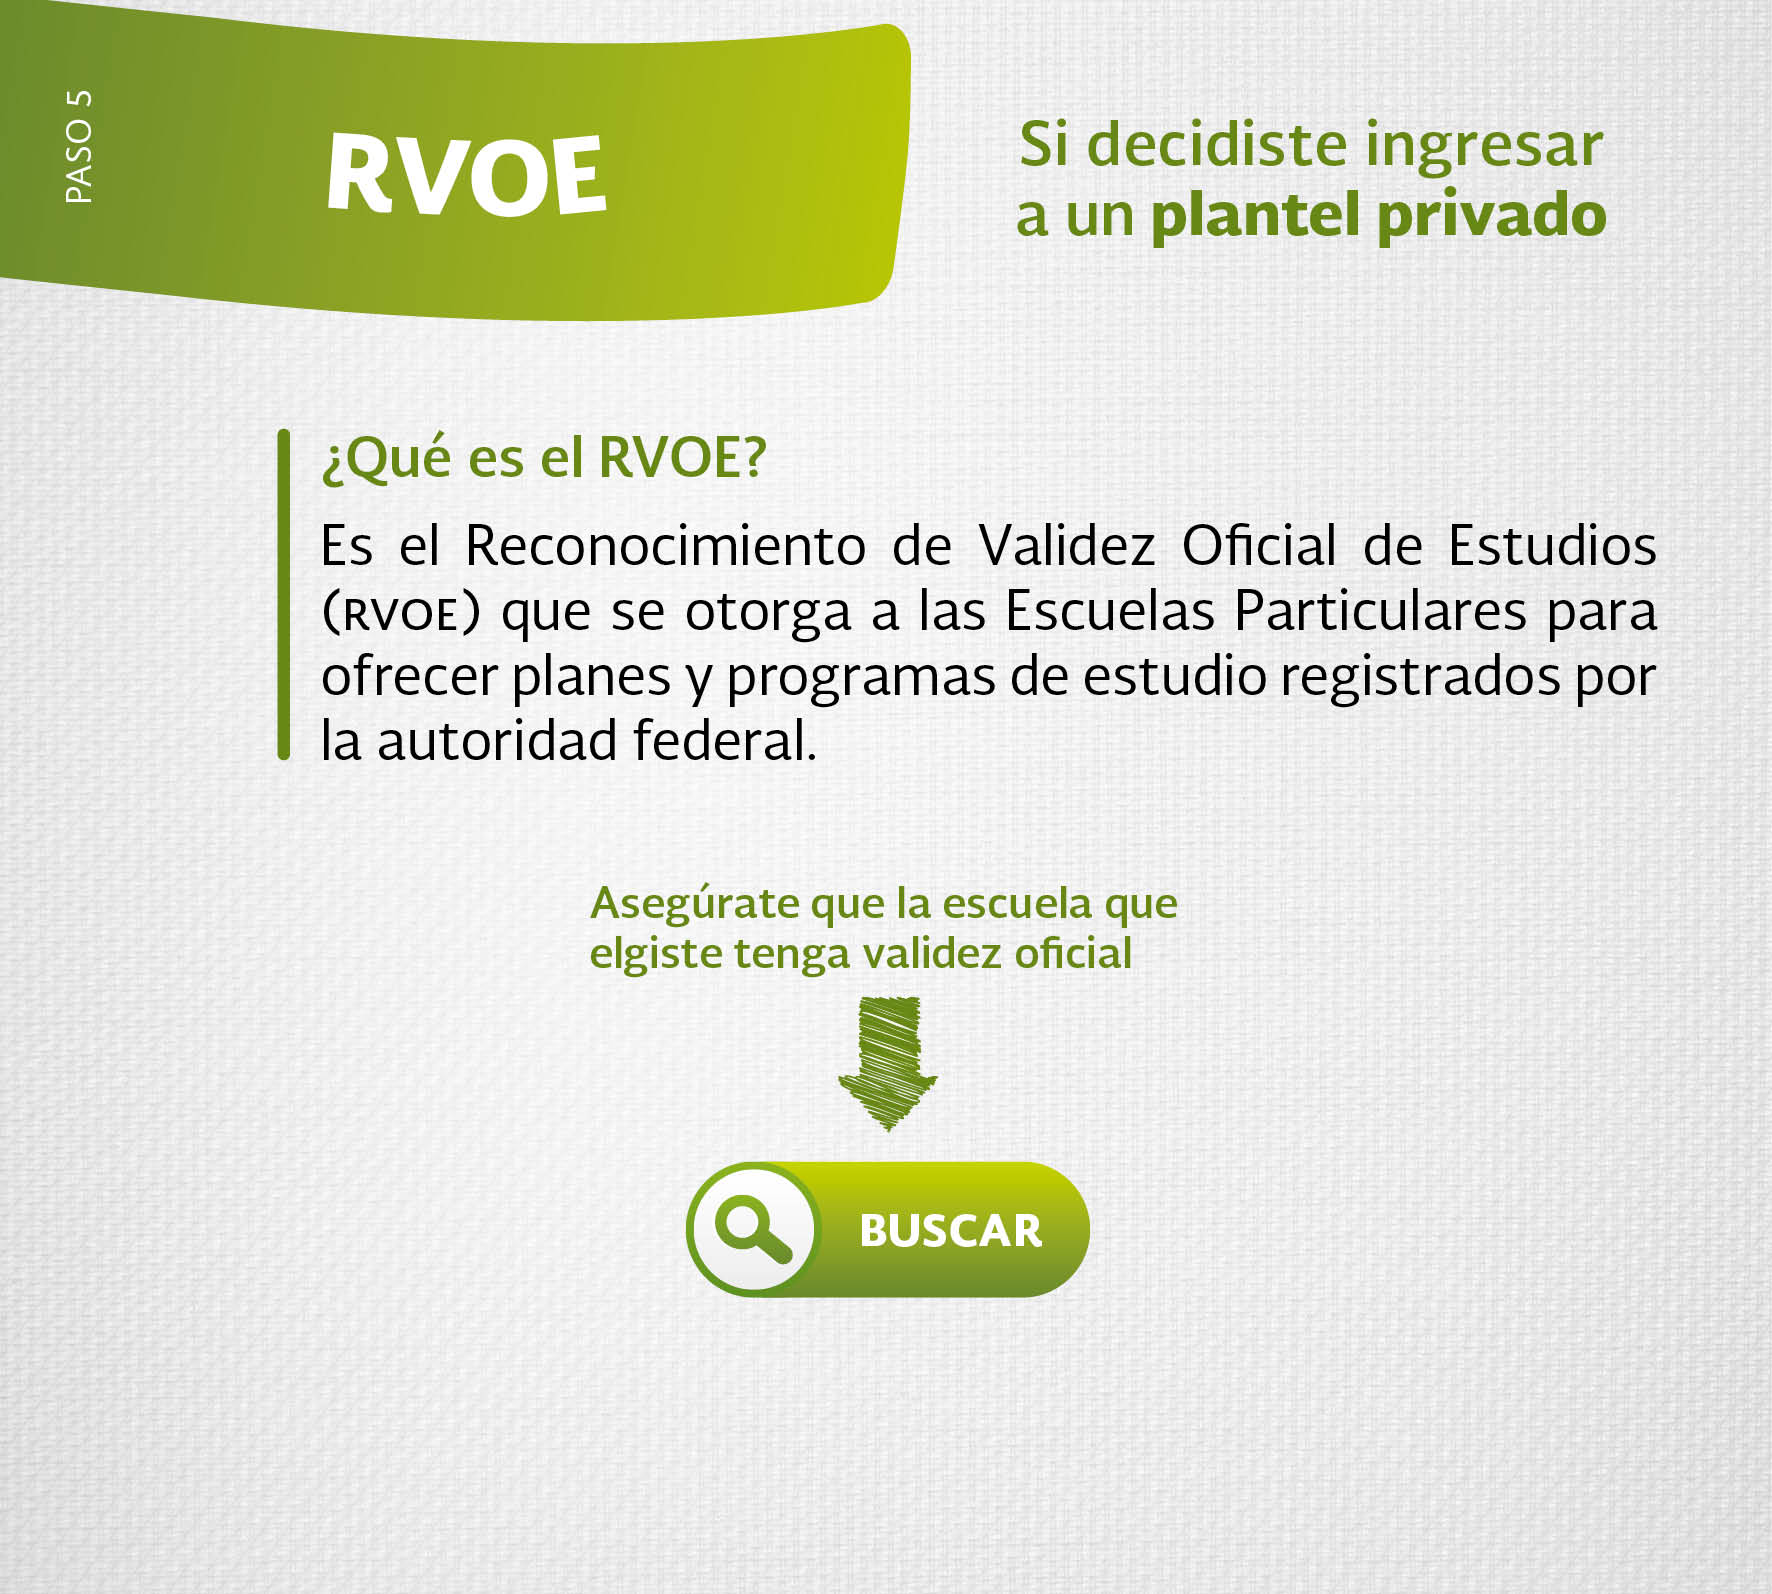 PASO 5
RVOE
Si decidiste ingresar
a un plantel privado
¿Qué es el RVOE?
Es el Reconocimiento de Validez Oficial de Estudios
(RVOE) que se otorga a las Escuelas Particulares para
ofrecer planes y programas de estudio registrados por
la autoridad federal.
Asegúrate que la escuela que
elgiste tenga validez oficial
BUSCAR